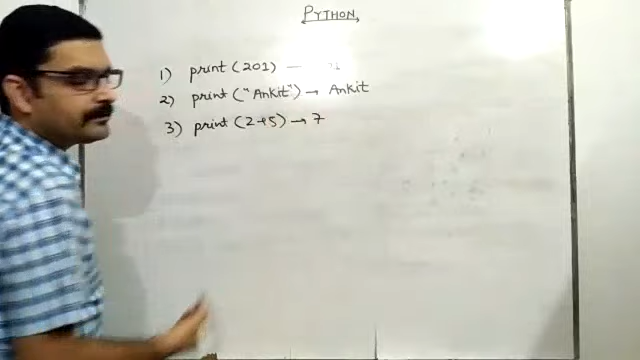 PYTHON
1) print (201) —
2) print ("Ankit") → Ankit
3) print (2+5) → 7